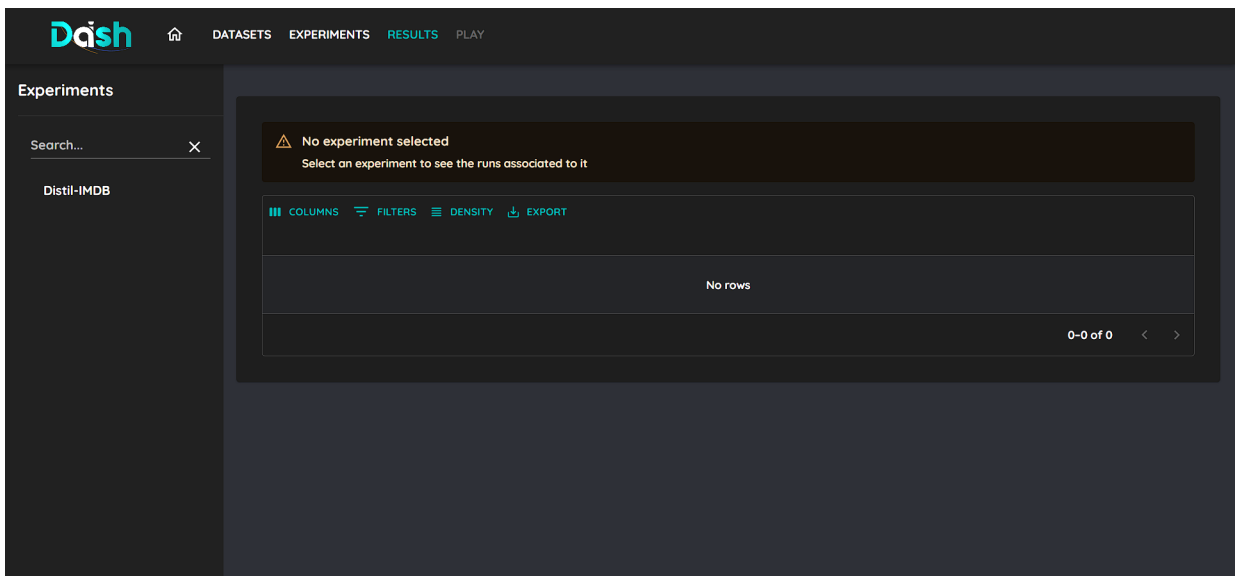 Dash DATASETS EXPERIMENTS RESULTS PLAY
Experiments
Search...
Distil-IMDB
No experiment selected
Select an experiment to see the runs associated to it
COLUMNS FILTERS DENSITY EXPORT
No rows
0–0 of 0